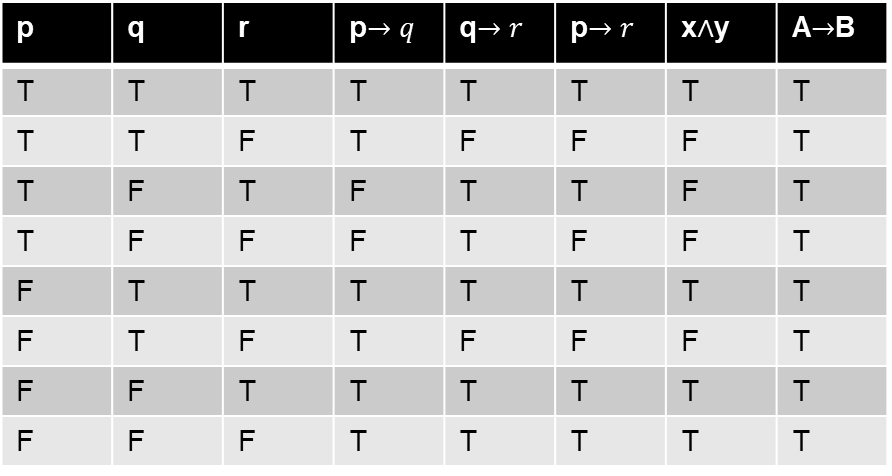 p q r p→ q q→ r p→ r x∧y A→B
T T T T T T T T
T T F T F F F T
T F T F T T F T
T F F F T F F T
F T T T T T T T
F T F T F F F T
F F T T T T T T
F F F T T T T T